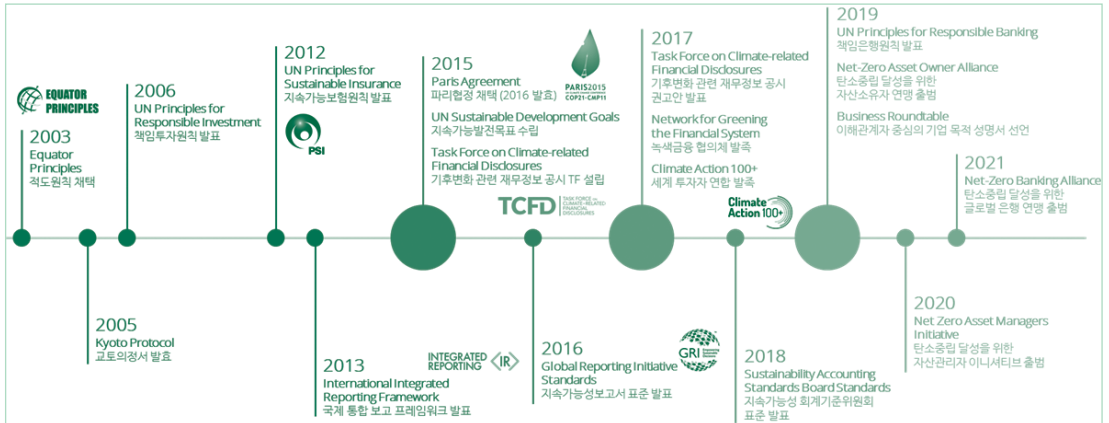 EQUATOR
PRINCIPLES
2003
Equator
Principles
적도원칙 채택
2005
Kyoto Protocol
교토의정서 발효
2006
UN Principles for
Responsible Investment
책임투자원칙 발표
2012
UN Principles for
Sustainable Insurance
지속가능보험원칙 발표
PSI
2013
International Integrated
Reporting Framework
국제 통합 보고 프레임워크 발표
2015
Paris Agreement
파리협정 채택 (2016 발효)
UN Sustainable Development Goals
지속가능발전목표 수립
Task Force on Climate-related
Financial Disclosures
기후변화 관련 재무정보 공시 TF 설립
PARIS2015
COP21·CMP11
TCFD
TASK FORCE ON
CLIMATE-RELATED
FINANCIAL
DISCLOSURES
INTEGRATED
REPORTING
<IR>
2016
Global Reporting Initiative
Standards
지속가능성보고서 표준 발표
GRI
2017
Task Force on Climate-related
Financial Disclosures
기후변화 관련 재무정보 공시
권고안 발표
Network for Greening
the Financial System
녹색금융 협의체 발족
Climate Action 100+
세계 투자자 연합 발족
Climate
Action 100+
2018
Sustainability Accounting
Standards Board Standards
지속가능성 회계기준위원회
표준 발표
2019
UN Principles for Responsible Banking
책임은행원칙 발표
Net-Zero Asset Owner Alliance
탄소중립 달성을 위한
자산소유자 연맹 출범
Business Roundtable
이해관계자 중심의 기업 목적 성명서 선언
2020
Net Zero Asset Managers
Initiative
탄소중립 달성을 위한
자산관리자 이니셔티브 출범
2021
Net-Zero Banking Alliance
탄소중립 달성을 위한
글로벌 은행 연맹 출범